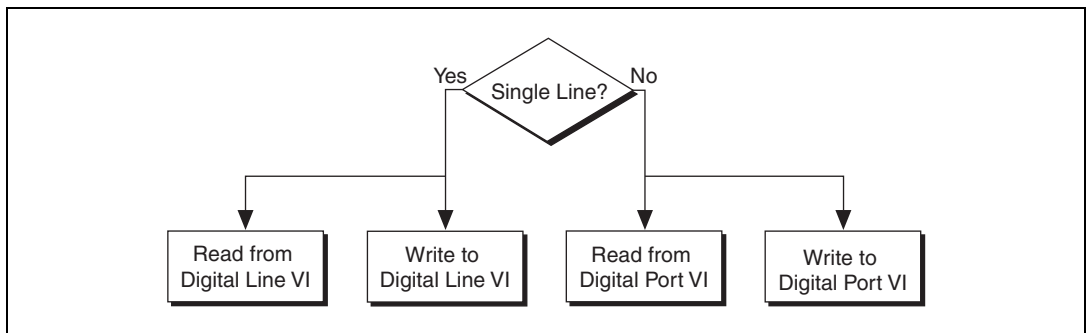 Yes
No
Single Line?
Read from
Digital Line VI
Write to
Digital Line VI
Read from
Digital Port VI
Write to
Digital Port VI